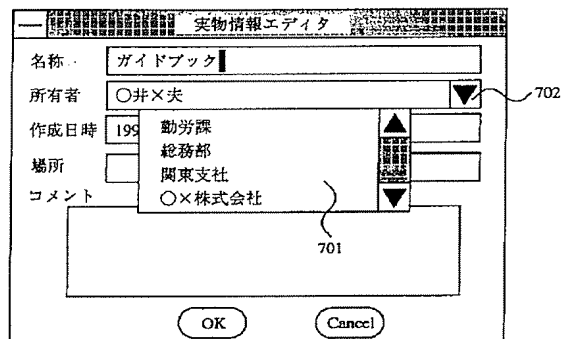 実物情報エディタ
名称 ガイドブック
所有者 ○井×夫
702
作成日時 199
勤労課
総務部
場所
関東支社
コメント
○×株式会社
701
OK Cancel